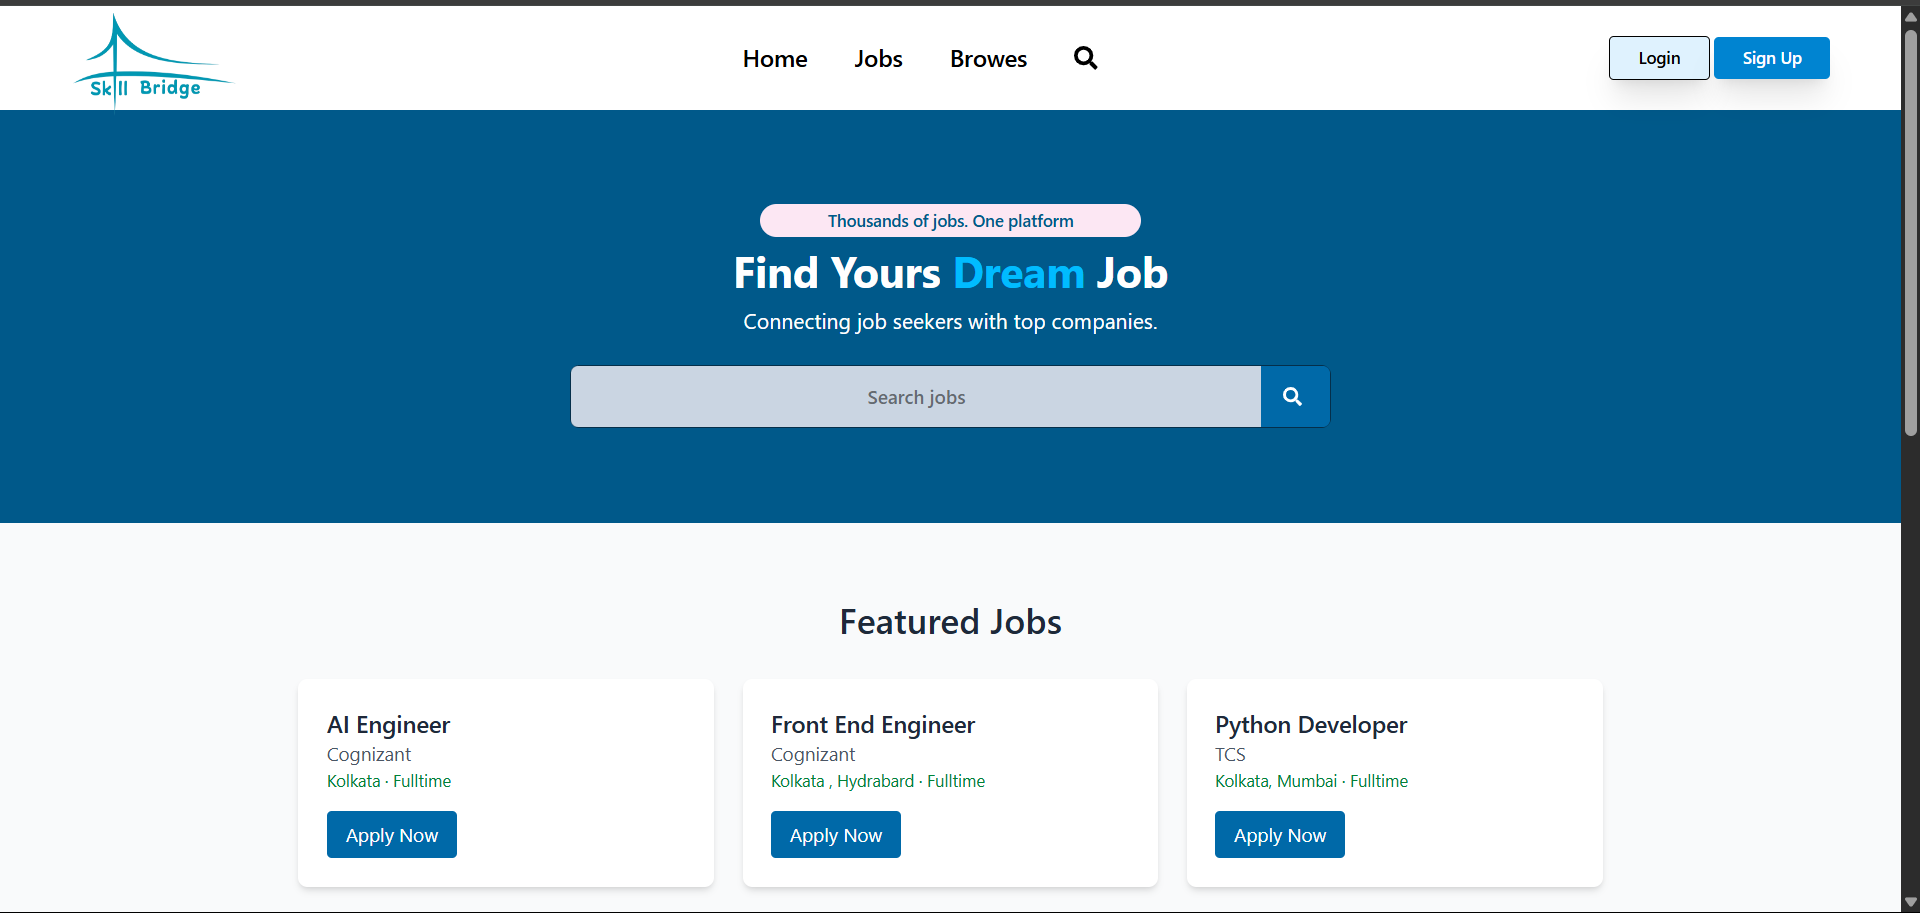 Skill Bridge
Home Jobs Browes
Login Sign Up
Thousands of jobs. One platform
Find Yours Dream Job
Connecting job seekers with top companies.
Search jobs
Featured Jobs
AI Engineer
Cognizant
Kolkata · Fulltime
Apply Now
Front End Engineer
Cognizant
Kolkata , Hydrabard · Fulltime
Apply Now
Python Developer
TCS
Kolkata, Mumbai · Fulltime
Apply Now